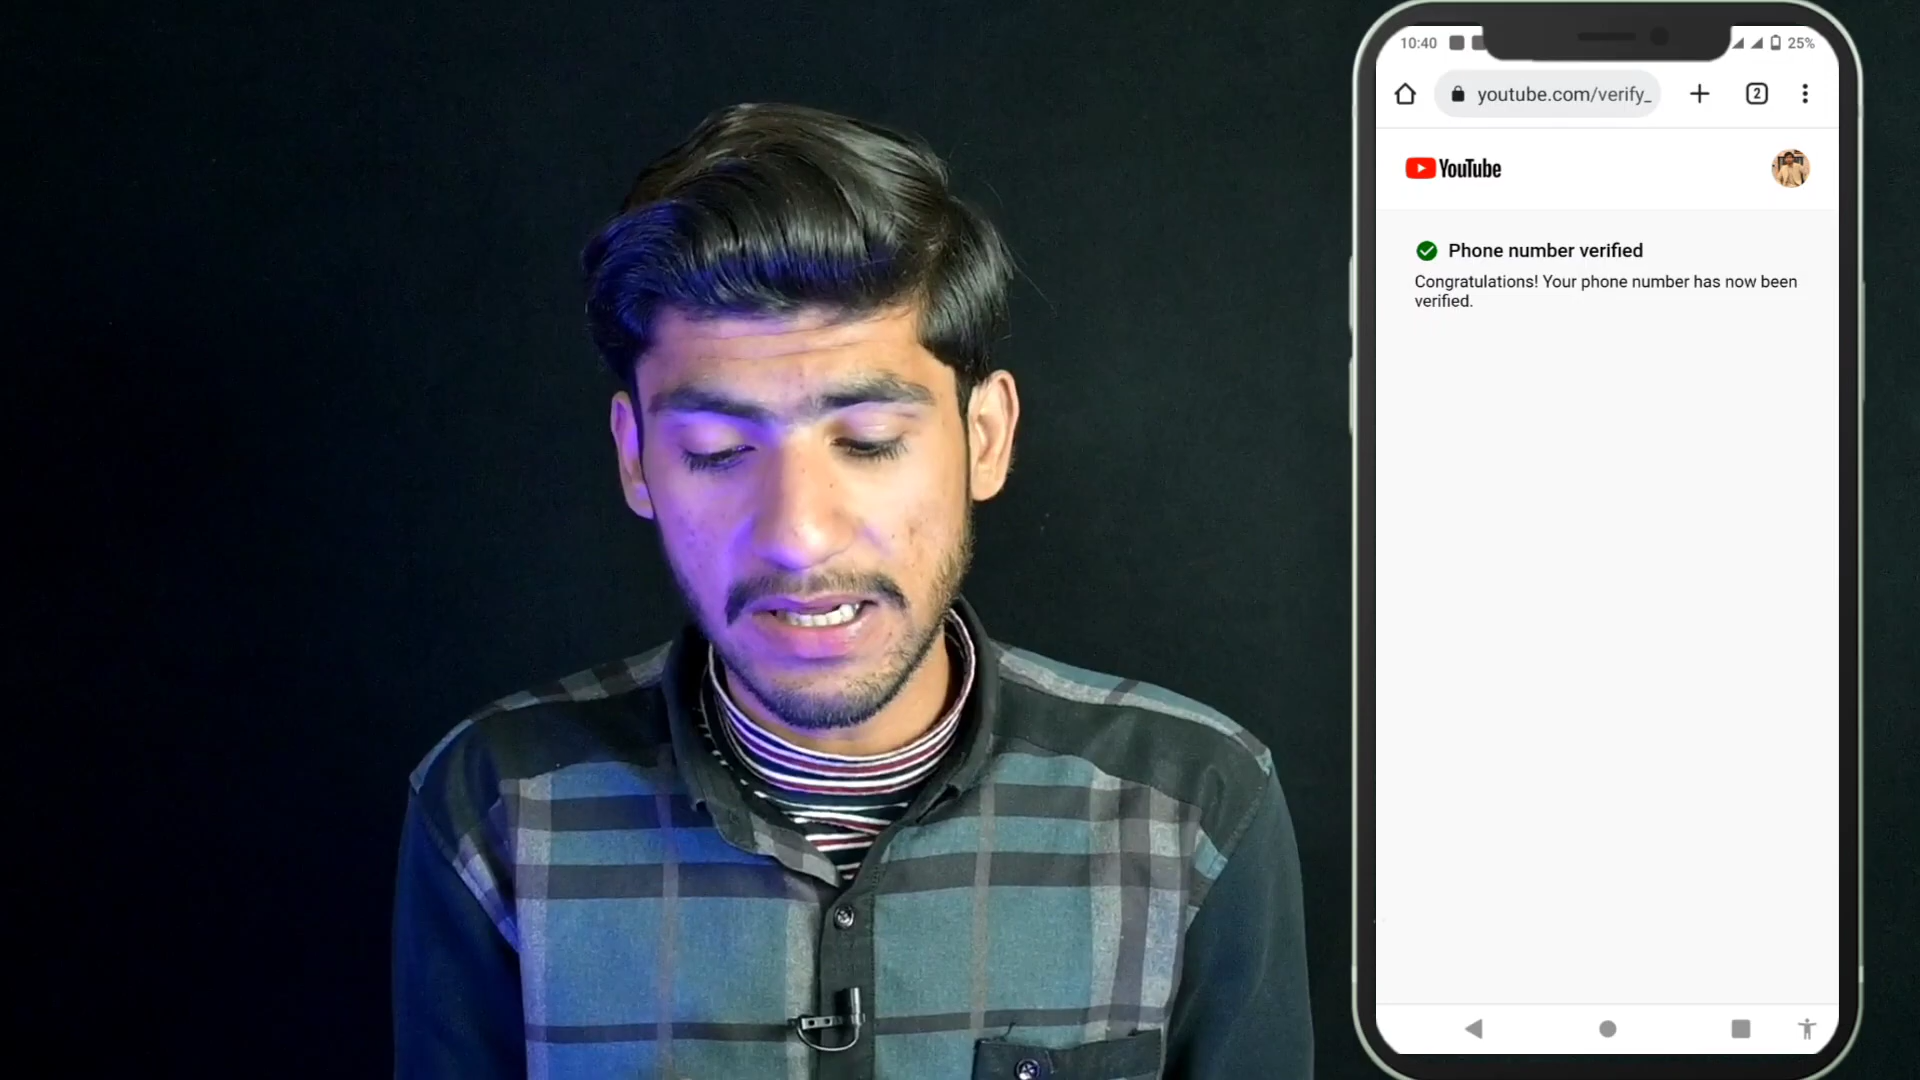 10:40
25%
youtube.com/verify_
2
YouTube
Phone number verified
Congratulations! Your phone number has now been
verified.